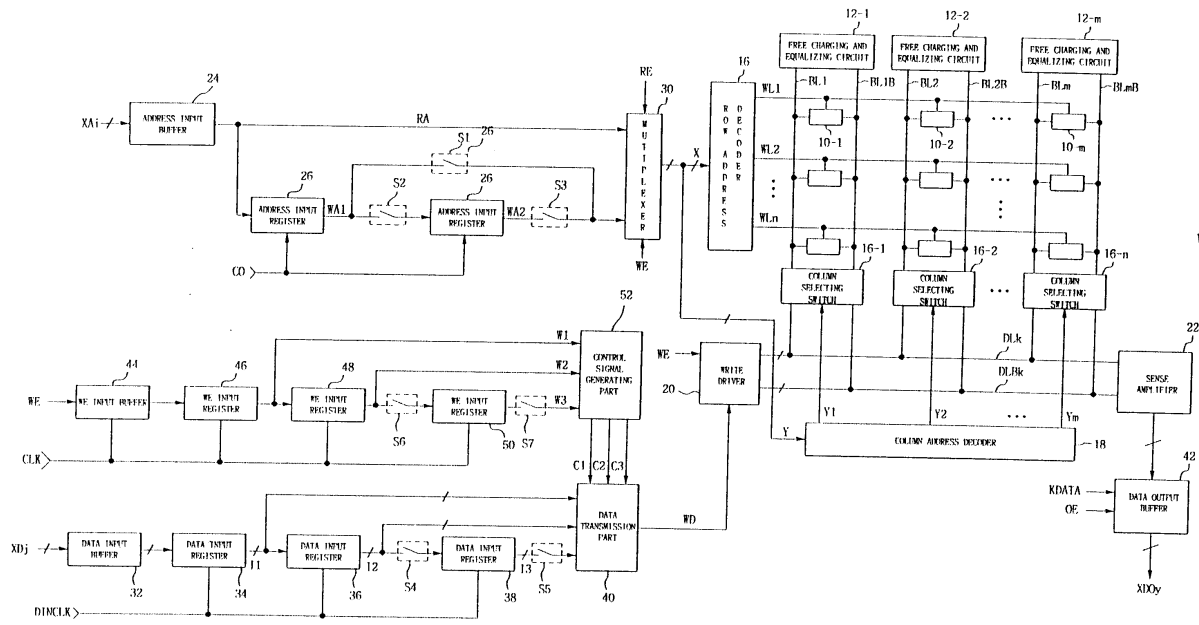 12-1
12-2
12-m
FREE CHARGING AND
EQUALIZING CIRCUIT
FREE CHARGING AND
EQUALIZING CIRCUIT
FREE CHARGING AND
EQUALIZING CIRCUIT
24
XAi
ADDRESS INPUT
BUFFER
RA
RE
30
MUTIPLEXER
WE
16
X
ROW ADDRESS
DECODER
WL1
WL2
WLn
BL1
BL1B
BL2
BL2B
BLm
BLmB
10-1
10-2
10-m
S1
26
26
ADDRESS INPUT
REGISTER
WA1
S2
26
ADDRESS INPUT
REGISTER
WA2
S3
CO
16-1
COLUMN
SELECTING
SWITCH
16-2
COLUMN
SELECTING
SWITCH
16-n
COLUMN
SELECTING
SWITCH
52
W1
W2
W3
CONTROL
SIGNAL
GENERATING
PART
44
WE
WE INPUT BUFFER
46
WE INPUT
REGISTER
48
WE INPUT
REGISTER
S6
WE INPUT
REGISTER
50
S7
CLK
WE
WRITE
DRIVER
20
DLk
DLBk
22
SENSE
AMPLIFIER
Y1
Y2
Ym
Y
COLUMN ADDRESS DECODER
18
C1
C2
C3
DATA
TRANSMISSION
PART
40
WD
42
KDATA
OE
DATA OUTPUT
BUFFER
XDOy
XDj
DATA INPUT
BUFFER
32
DATA INPUT
REGISTER
34
I1
DATA INPUT
REGISTER
36
I2
S4
DATA INPUT
REGISTER
38
I3
S5
DINCLK